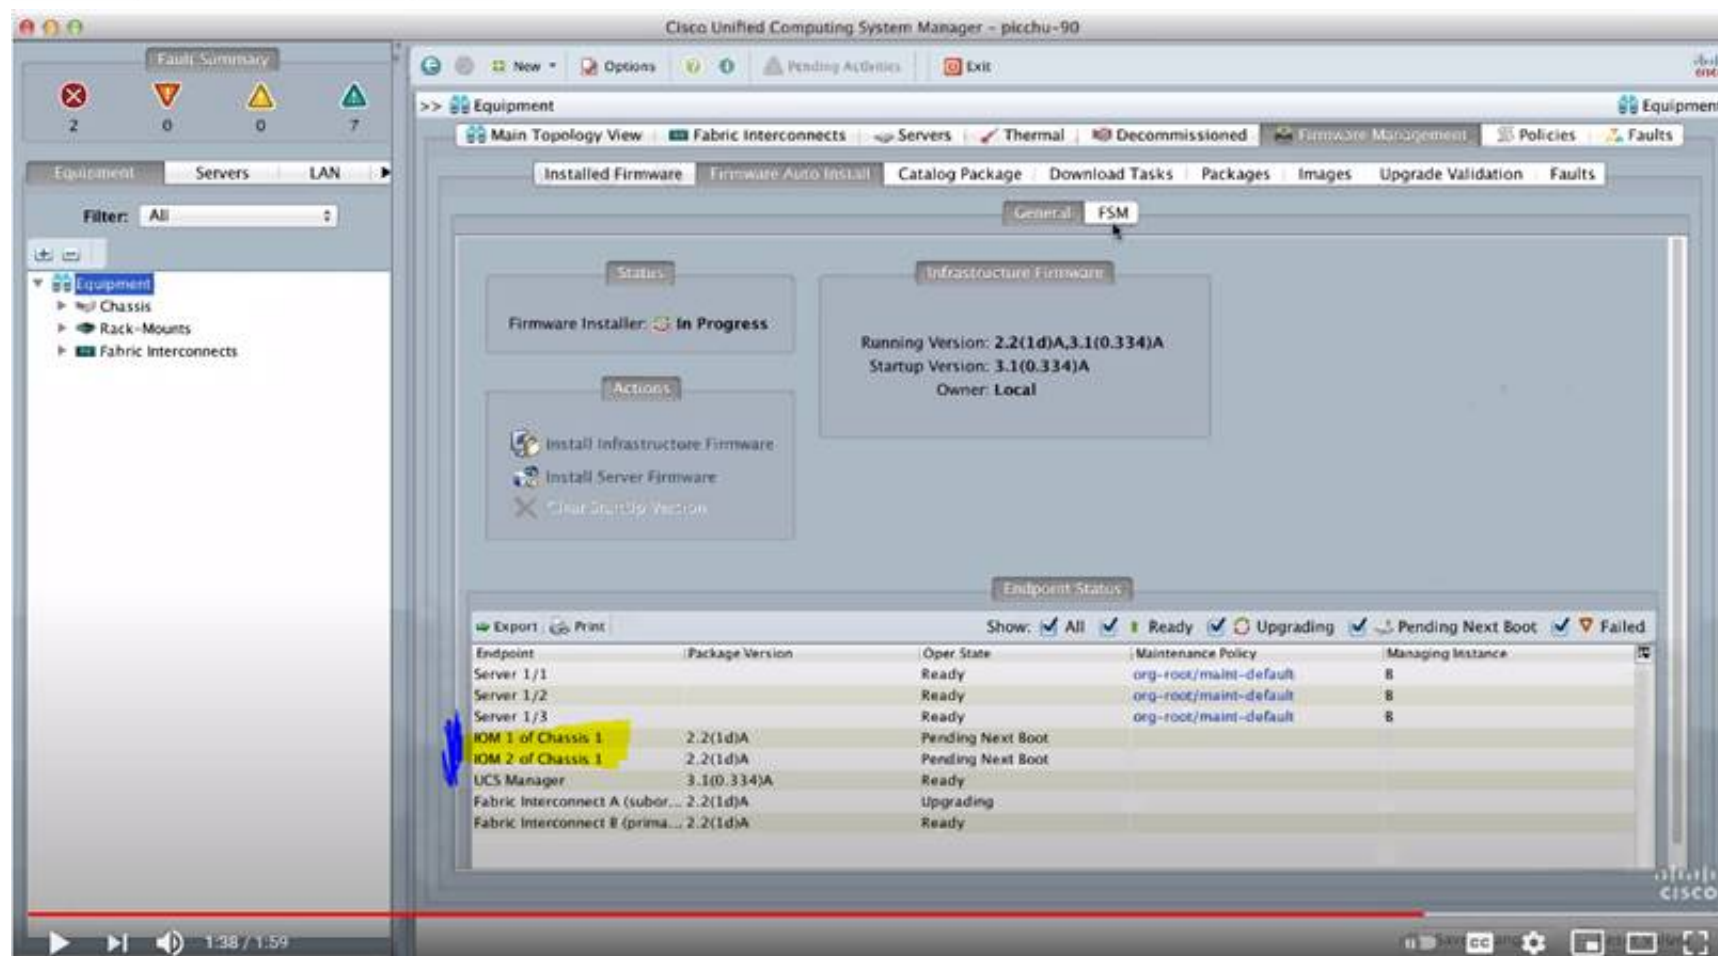 Cisco Unified Computing System Manager - picchu-90
Fault Summary
2 0 0 7
New Options Pending Activities Exit
>> Equipment Equipment
Main Topology View Fabric Interconnects Servers Thermal Decommissioned Firmware Management Policies Faults
Equipment Servers LAN
Installed Firmware Firmware Auto Install Catalog Package Download Tasks Packages Images Upgrade Validation Faults
Filter: All
General FSM
Equipment
Chassis
Rack-Mounts
Fabric Interconnects
Status
Firmware Installer: In Progress
Infrastructure Firmware
Running Version: 2.2(1d)A,3.1(0.334)A
Startup Version: 3.1(0.334)A
Owner: Local
Actions
Install Infrastructure Firmware
Install Server Firmware
Clear Startup Version
Endpoint Status
Export Print Show: All Ready Upgrading Pending Next Boot Failed
Endpoint Package Version Oper State Maintenance Policy Managing Instance
Server 1/1 Ready org-root/maint-default B
Server 1/2 Ready org-root/maint-default B
Server 1/3 Ready org-root/maint-default B
IOM 1 of Chassis 1 2.2(1d)A Pending Next Boot
IOM 2 of Chassis 1 2.2(1d)A Pending Next Boot
UCS Manager 3.1(0.334)A Ready
Fabric Interconnect A (subor... 2.2(1d)A Upgrading
Fabric Interconnect B (prima... 2.2(1d)A Ready
CISCO
1:38 / 1:59
CC